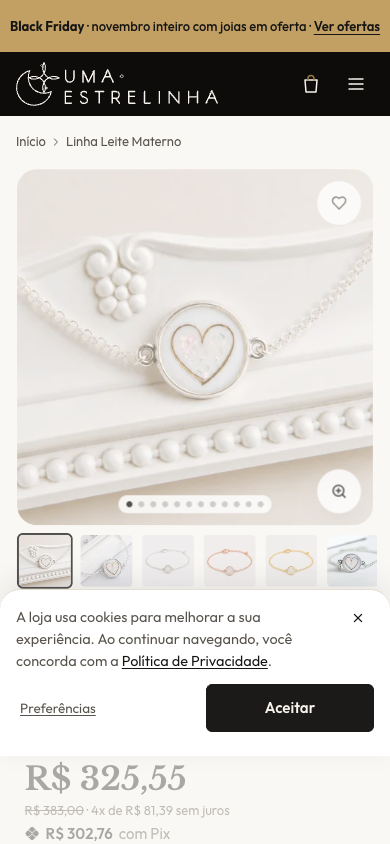 Black Friday · novembro inteiro com joias em oferta · Ver ofertas
UMA
ESTRELINHA
Início > Linha Leite Materno
A loja usa cookies para melhorar a sua
experiência. Ao continuar navegando, você
concorda com a Política de Privacidade.
Preferências
Aceitar
R$ 325,55
R$ 383,00 · 4x de R$ 81,39 sem juros
R$ 302,76 com Pix